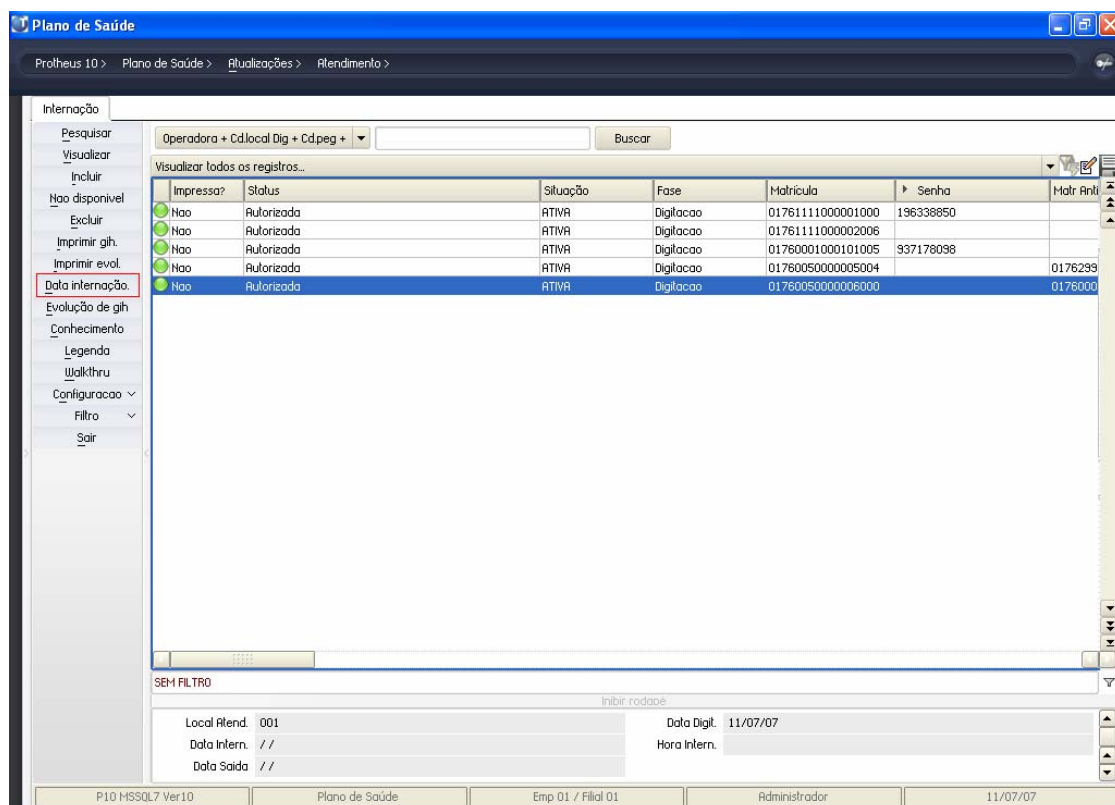 Plano de Saúde
Protheus 10 > Plano de Saúde > Atualizações > Atendimento >
Internação
Pesquisar
Visualizar
Incluir
Nao disponivel
Excluir
Imprimir gih.
Imprimir evol.
Data internação.
Evolução de gih
Conhecimento
Legenda
Walkthru
Configuracao
Filtro
Sair
Operadora + Cd.local Dig + Cd.peg + Buscar
Visualizar todos os registros...
Impressa? Status Situação Fase Matrícula Senha Matr Anti
Nao Autorizada ATIVA Digitacao 01761111000001000 196338850
Nao Autorizada ATIVA Digitacao 01761111000002006
Nao Autorizada ATIVA Digitacao 01760001000101005 937178098
Nao Autorizada ATIVA Digitacao 01760050000005004 0176299
Nao Autorizada ATIVA Digitacao 01760050000006000 0176000
SEM FILTRO
Inibir rodapé
Local Atend. 001 Data Digit. 11/07/07
Data Intern. / / Hora Intern.
Data Saida / /
P10 MSSQL7 Ver10 Plano de Saúde Emp 01 / Filial 01 Administrador 11/07/07